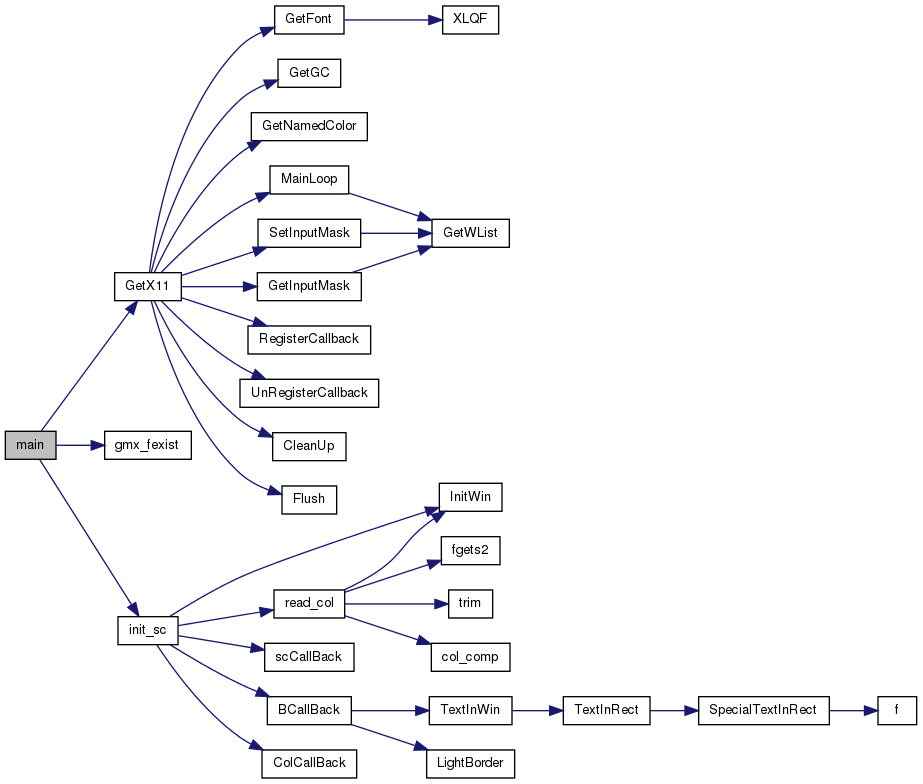 GetFont
XLQF
GetGC
GetNamedColor
MainLoop
SetInputMask
GetWList
GetX11
GetInputMask
RegisterCallback
UnRegisterCallback
main
gmx_fexist
CleanUp
Flush
InitWin
fgets2
read_col
trim
init_sc
scCallBack
col_comp
BCallBack
TextInWin
TextInRect
SpecialTextInRect
f
ColCallBack
LightBorder